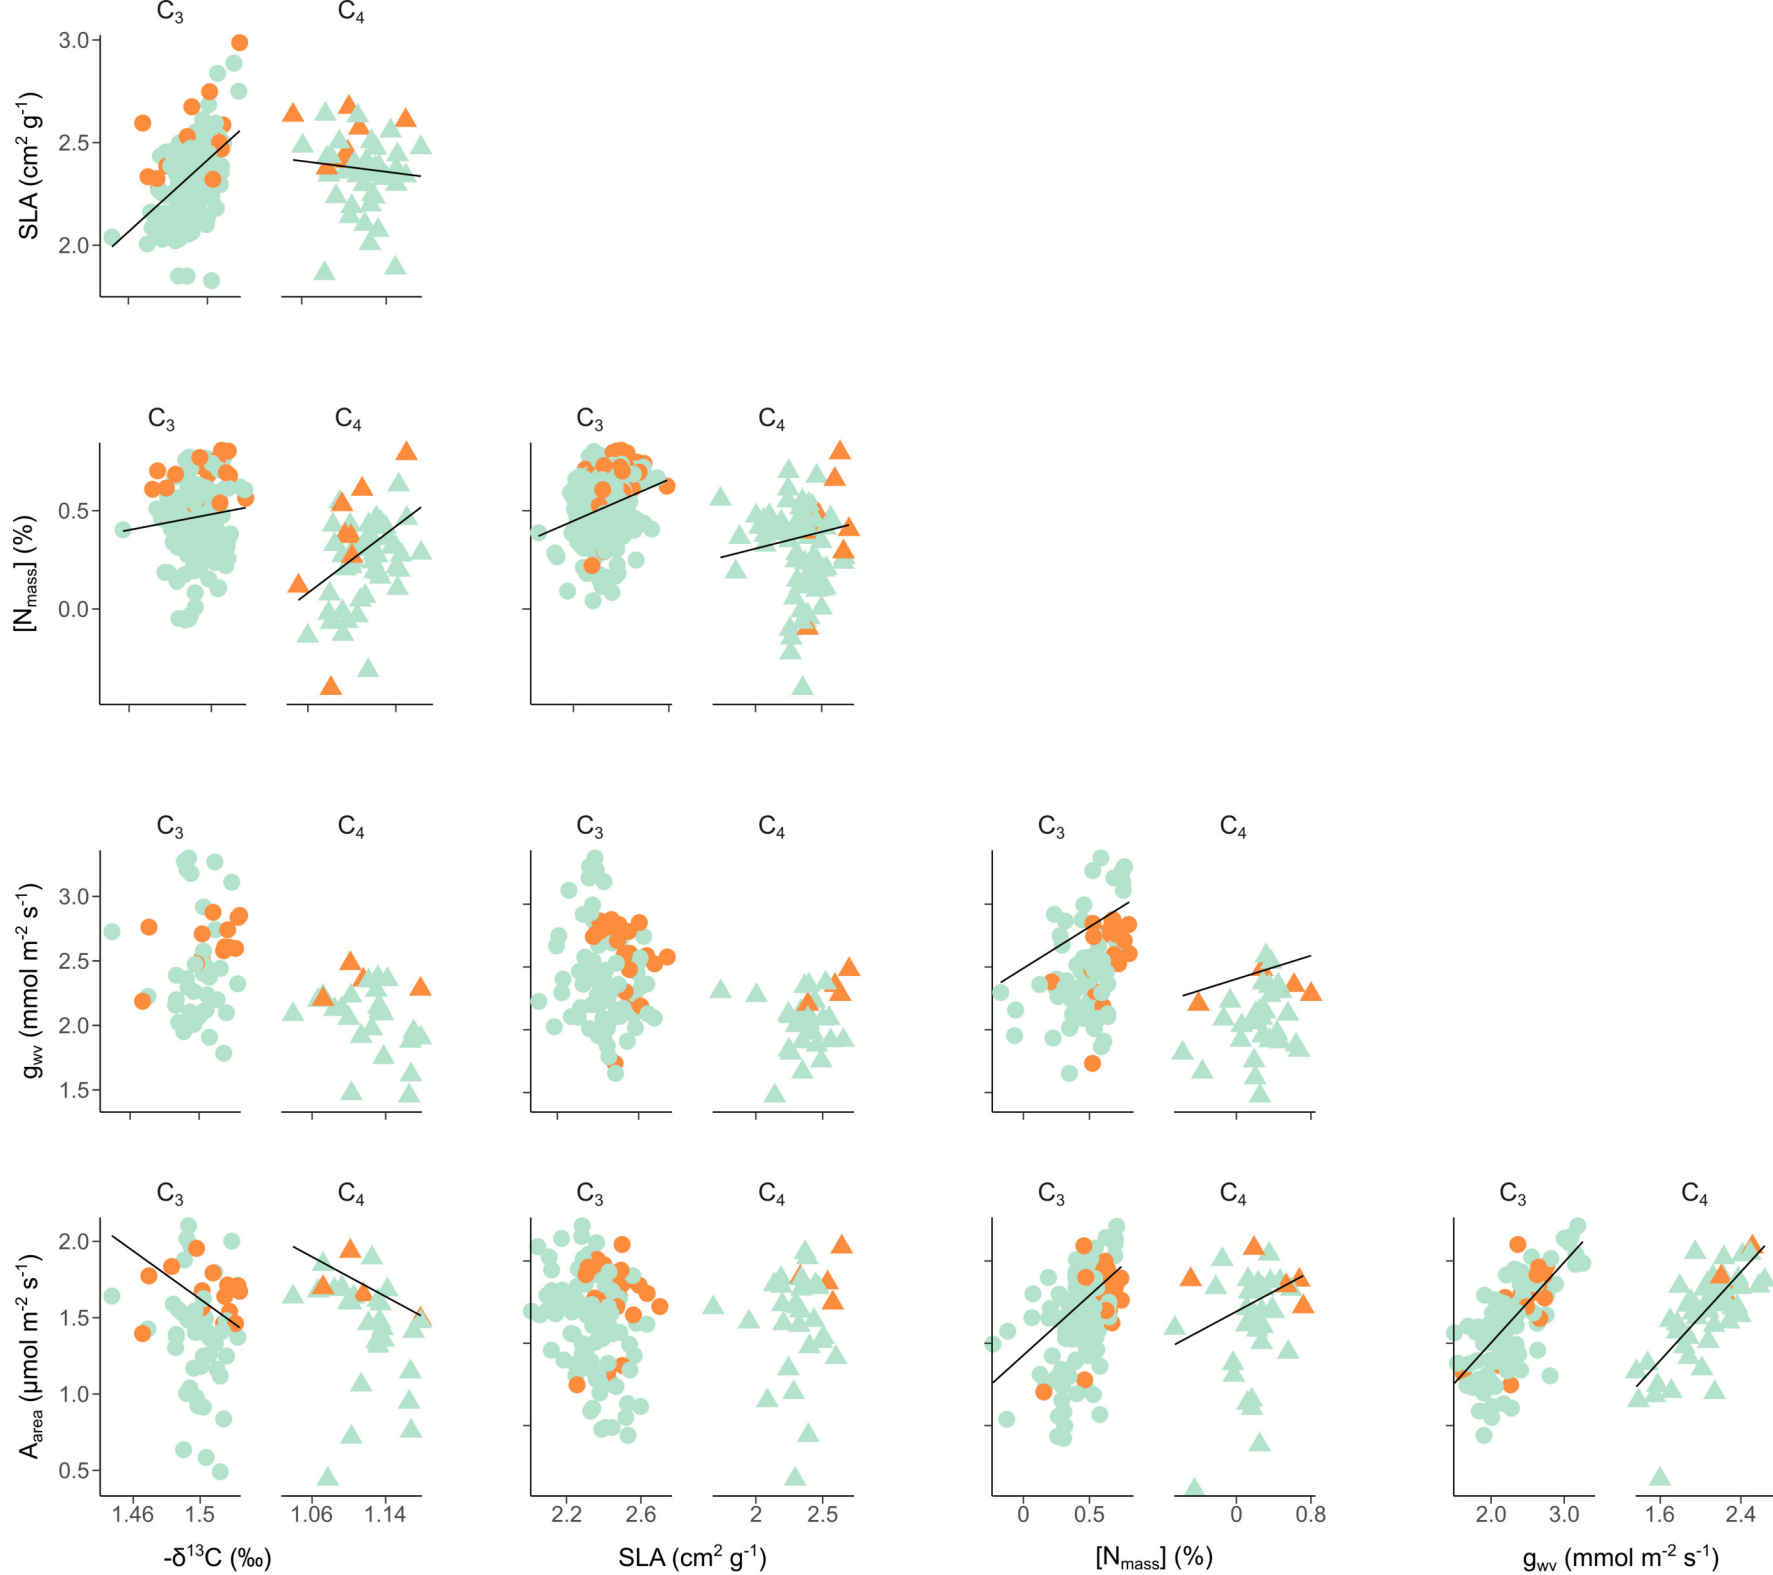 C₃ C₄
3.0
2.5
2.0
SLA (cm² g⁻¹)
C₃ C₄ C₃ C₄
0.5
0.0
[Nmass] (%)
C₃ C₄ C₃ C₄ C₃ C₄
3.0
2.5
2.0
1.5
gwv (mmol m⁻² s⁻¹)
C₃ C₄ C₃ C₄ C₃ C₄ C₃ C₄
2.0
1.5
1.0
0.5
Aarea (μmol m⁻² s⁻¹)
1.46 1.5 1.06 1.14 2.2 2.6 2 2.5 0 0.5 0 0.8 2.0 3.0 1.6 2.4
-δ¹³C (‰) SLA (cm² g⁻¹) [Nmass] (%) gwv (mmol m⁻² s⁻¹)